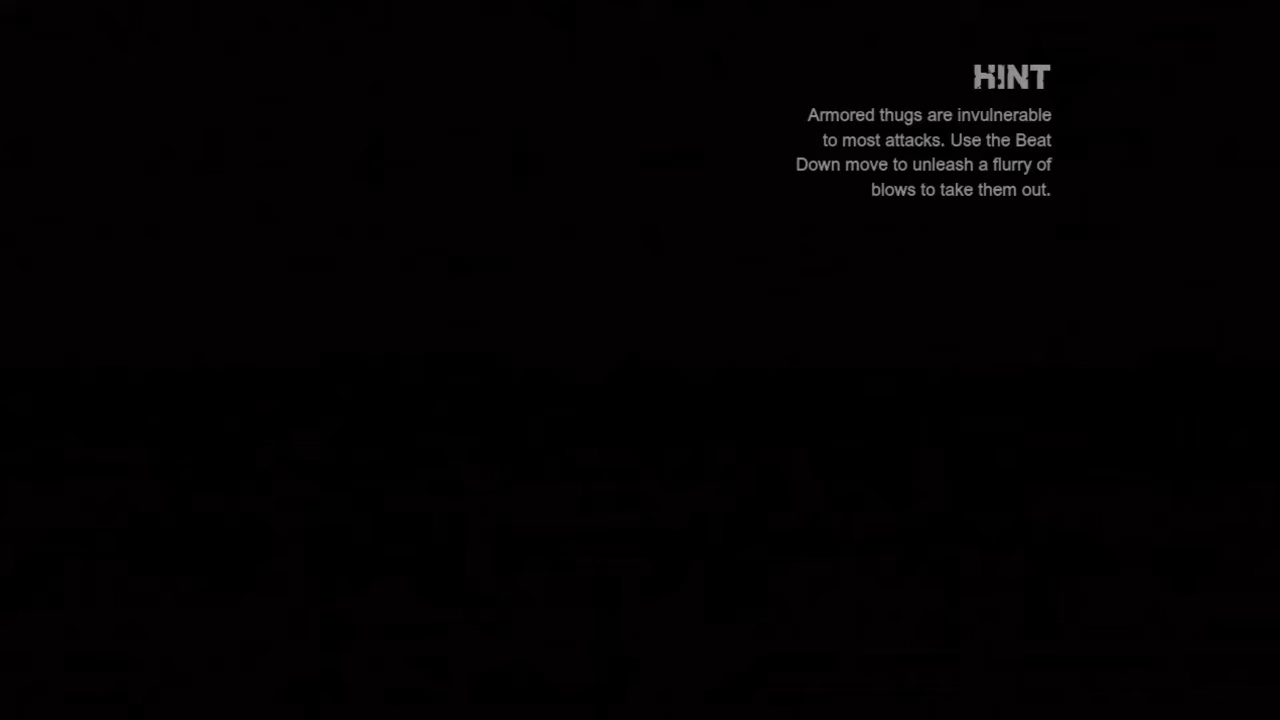 HINT
Armored thugs are invulnerable
to most attacks. Use the Beat
Down move to unleash a flurry of
blows to take them out.